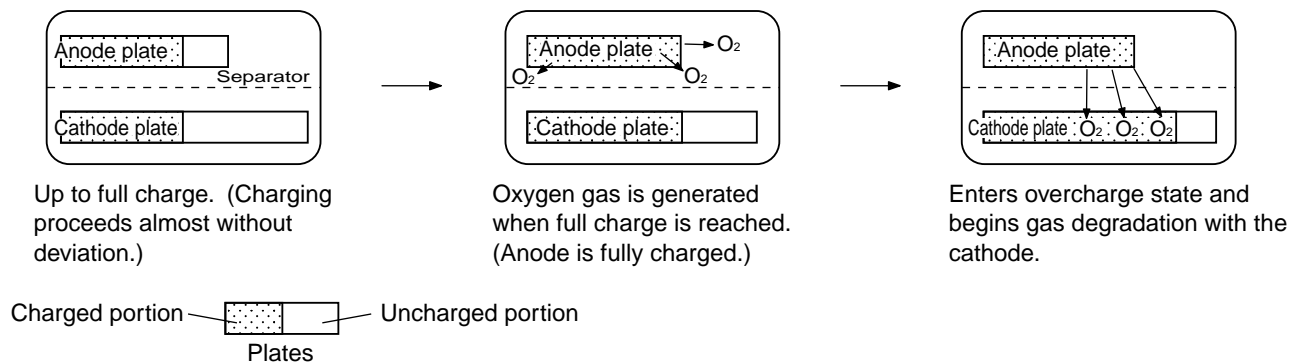 Anode plate
Separator
Cathode plate
Anode plate
O₂
O₂
O₂
Cathode plate
Anode plate
Cathode plate O₂ O₂ O₂
Up to full charge. (Charging
proceeds almost without
deviation.)
Oxygen gas is generated
when full charge is reached.
(Anode is fully charged.)
Enters overcharge state and
begins gas degradation with the
cathode.
Charged portion
Uncharged portion
Plates